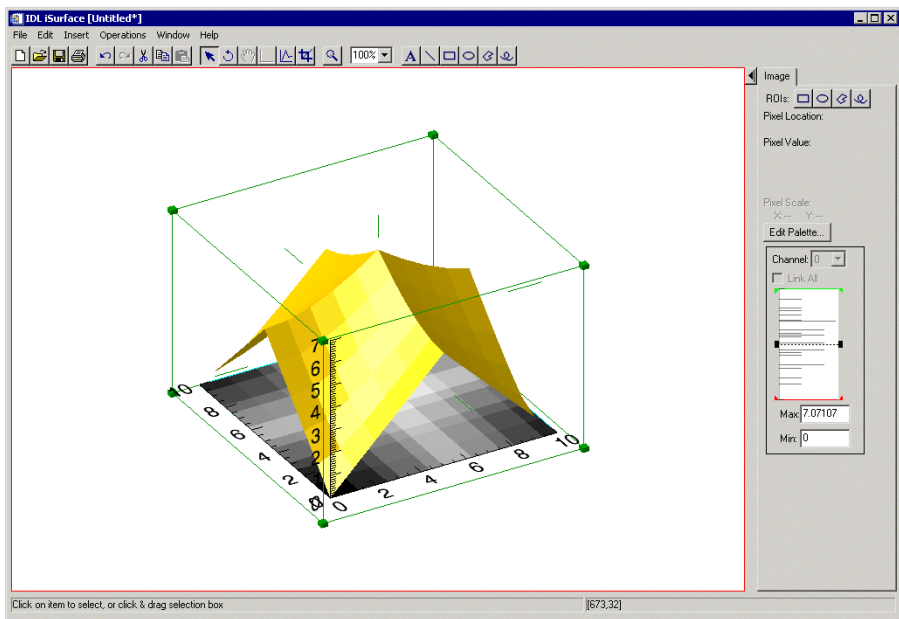 IDL iSurface [Untitled*]
File Edit Insert Operations Window Help
100%
A
Image
ROIs:
Pixel Location:
Pixel Value:
Pixel Scale:
X:--- Y:---
Edit Palette...
Channel: 0
Link All
Max: 7.07107
Min: 0
7
6
5
4
3
2
1
10
8
6
4
2
0
0
2
4
6
8
10
Click on item to select, or click & drag selection box [673,32]